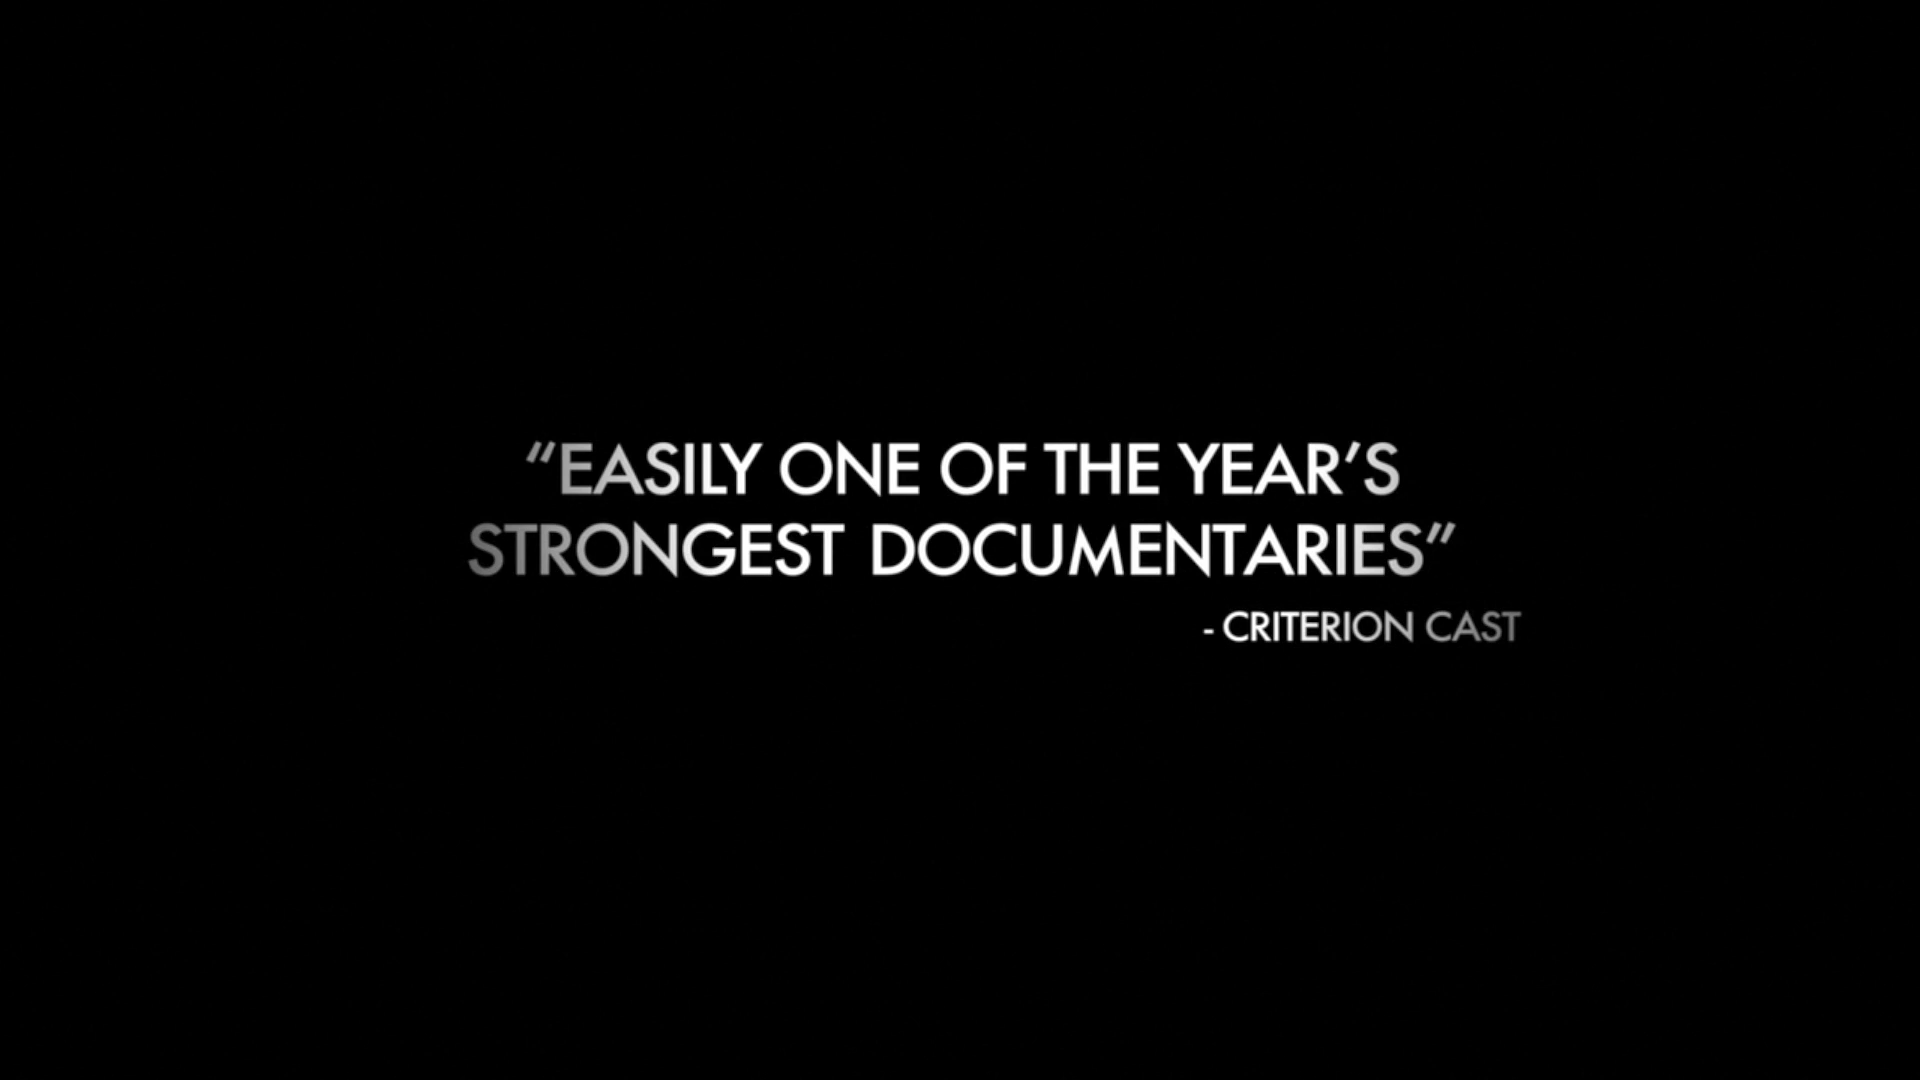 “EASILY ONE OF THE YEAR’S
STRONGEST DOCUMENTARIES”
- CRITERION CAST